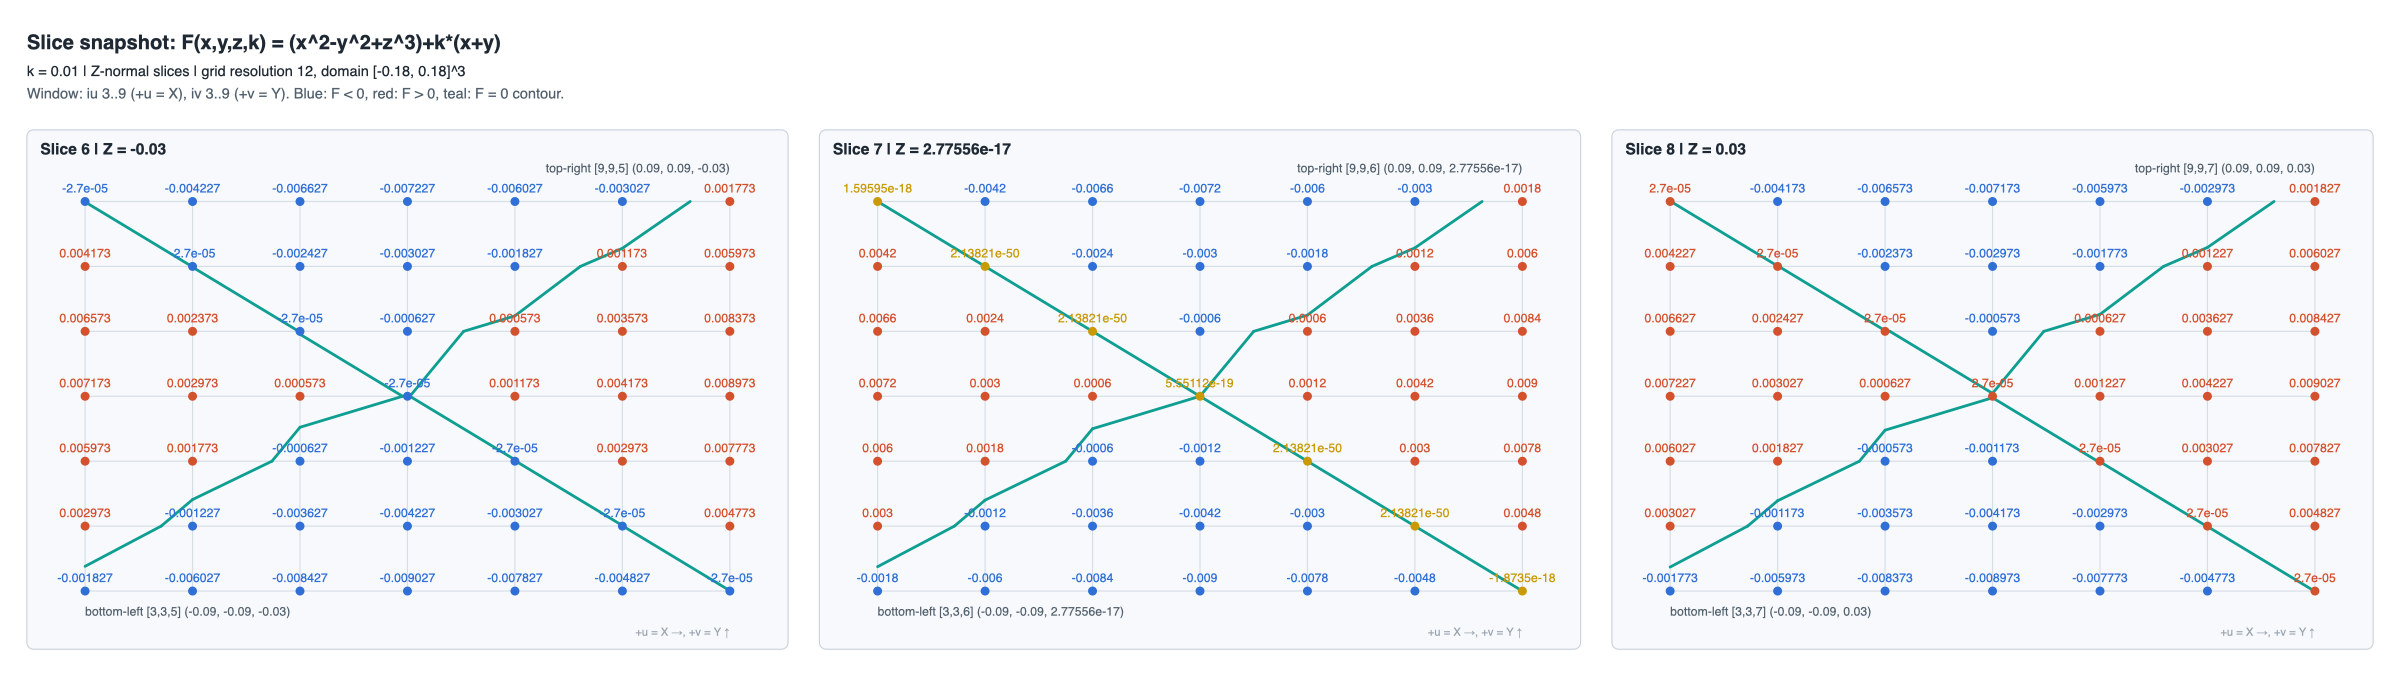 Slice snapshot: F(x,y,z,k) = (x^2-y^2+z^3)+k*(x+y)
k = 0.01 | Z-normal slices | grid resolution 12, domain [-0.18, 0.18]^3
Window: iu 3..9 (+u = X), iv 3..9 (+v = Y). Blue: F < 0, red: F > 0, teal: F = 0 contour.
Slice 6 | Z = -0.03
top-right [9,9,5] (0.09, 0.09, -0.03)
-2.7e-05 -0.004227 -0.006627 -0.007227 -0.006027 -0.003027 0.001773
0.004173 -2.7e-05 -0.002427 -0.003027 -0.001827 0.001173 0.005973
0.006573 0.002373 -2.7e-05 -0.000627 0.000573 0.003573 0.008373
0.007173 0.002973 0.000573 -2.7e-05 0.001173 0.004173 0.008973
0.005973 0.001773 -0.000627 -0.001227 -2.7e-05 0.002973 0.007773
0.002973 -0.001227 -0.003627 -0.004227 -0.003027 -2.7e-05 0.004773
-0.001827 -0.006027 -0.008427 -0.009027 -0.007827 -0.004827 -2.7e-05
bottom-left [3,3,5] (-0.09, -0.09, -0.03)
+u = X →, +v = Y ↑
Slice 7 | Z = 2.77556e-17
top-right [9,9,6] (0.09, 0.09, 2.77556e-17)
1.59595e-18 -0.0042 -0.0066 -0.0072 -0.006 -0.003 0.0018
0.0042 2.13821e-50 -0.0024 -0.003 -0.0018 0.0012 0.006
0.0066 0.0024 2.13821e-50 -0.0006 0.0006 0.0036 0.0084
0.0072 0.003 0.0006 5.55112e-19 0.0012 0.0042 0.009
0.006 0.0018 -0.0006 -0.0012 2.13821e-50 0.003 0.0078
0.003 -0.0012 -0.0036 -0.0042 -0.003 2.13821e-50 0.0048
-0.0018 -0.006 -0.0084 -0.009 -0.0078 -0.0048 -1.8735e-18
bottom-left [3,3,6] (-0.09, -0.09, 2.77556e-17)
+u = X →, +v = Y ↑
Slice 8 | Z = 0.03
top-right [9,9,7] (0.09, 0.09, 0.03)
2.7e-05 -0.004173 -0.006573 -0.007173 -0.005973 -0.002973 0.001827
0.004227 2.7e-05 -0.002373 -0.002973 -0.001773 0.001227 0.006027
0.006627 0.002427 2.7e-05 -0.000573 0.000627 0.003627 0.008427
0.007227 0.003027 0.000627 2.7e-05 0.001227 0.004227 0.009027
0.006027 0.001827 -0.000573 -0.001173 2.7e-05 0.003027 0.007827
0.003027 -0.001173 -0.003573 -0.004173 -0.002973 2.7e-05 0.004827
-0.001773 -0.005973 -0.008373 -0.008973 -0.007773 -0.004773 2.7e-05
bottom-left [3,3,7] (-0.09, -0.09, 0.03)
+u = X →, +v = Y ↑